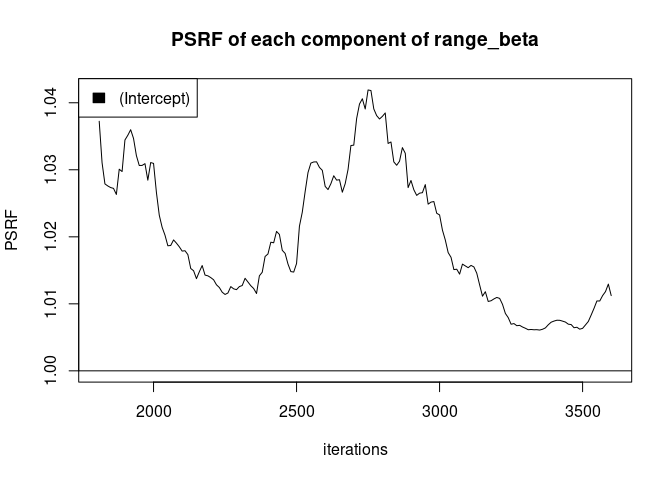 PSRF of each component of range_beta
(Intercept)
PSRF
1.04
1.03
1.02
1.01
1.00
2000 2500 3000 3500
iterations